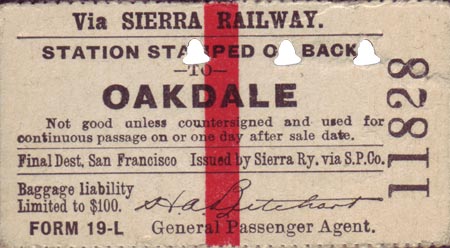 Via SIERRA RAILWAY.
STATION STAMPED ON BACK
—TO—
OAKDALE
Not good unless countersigned and used for
continuous passage on or one day after sale date.
Final Dest. San Francisco Issued by Sierra Ry. via S.P.Co.
Baggage liability
Limited to $100.
FORM 19-L General Passenger Agent.
11828